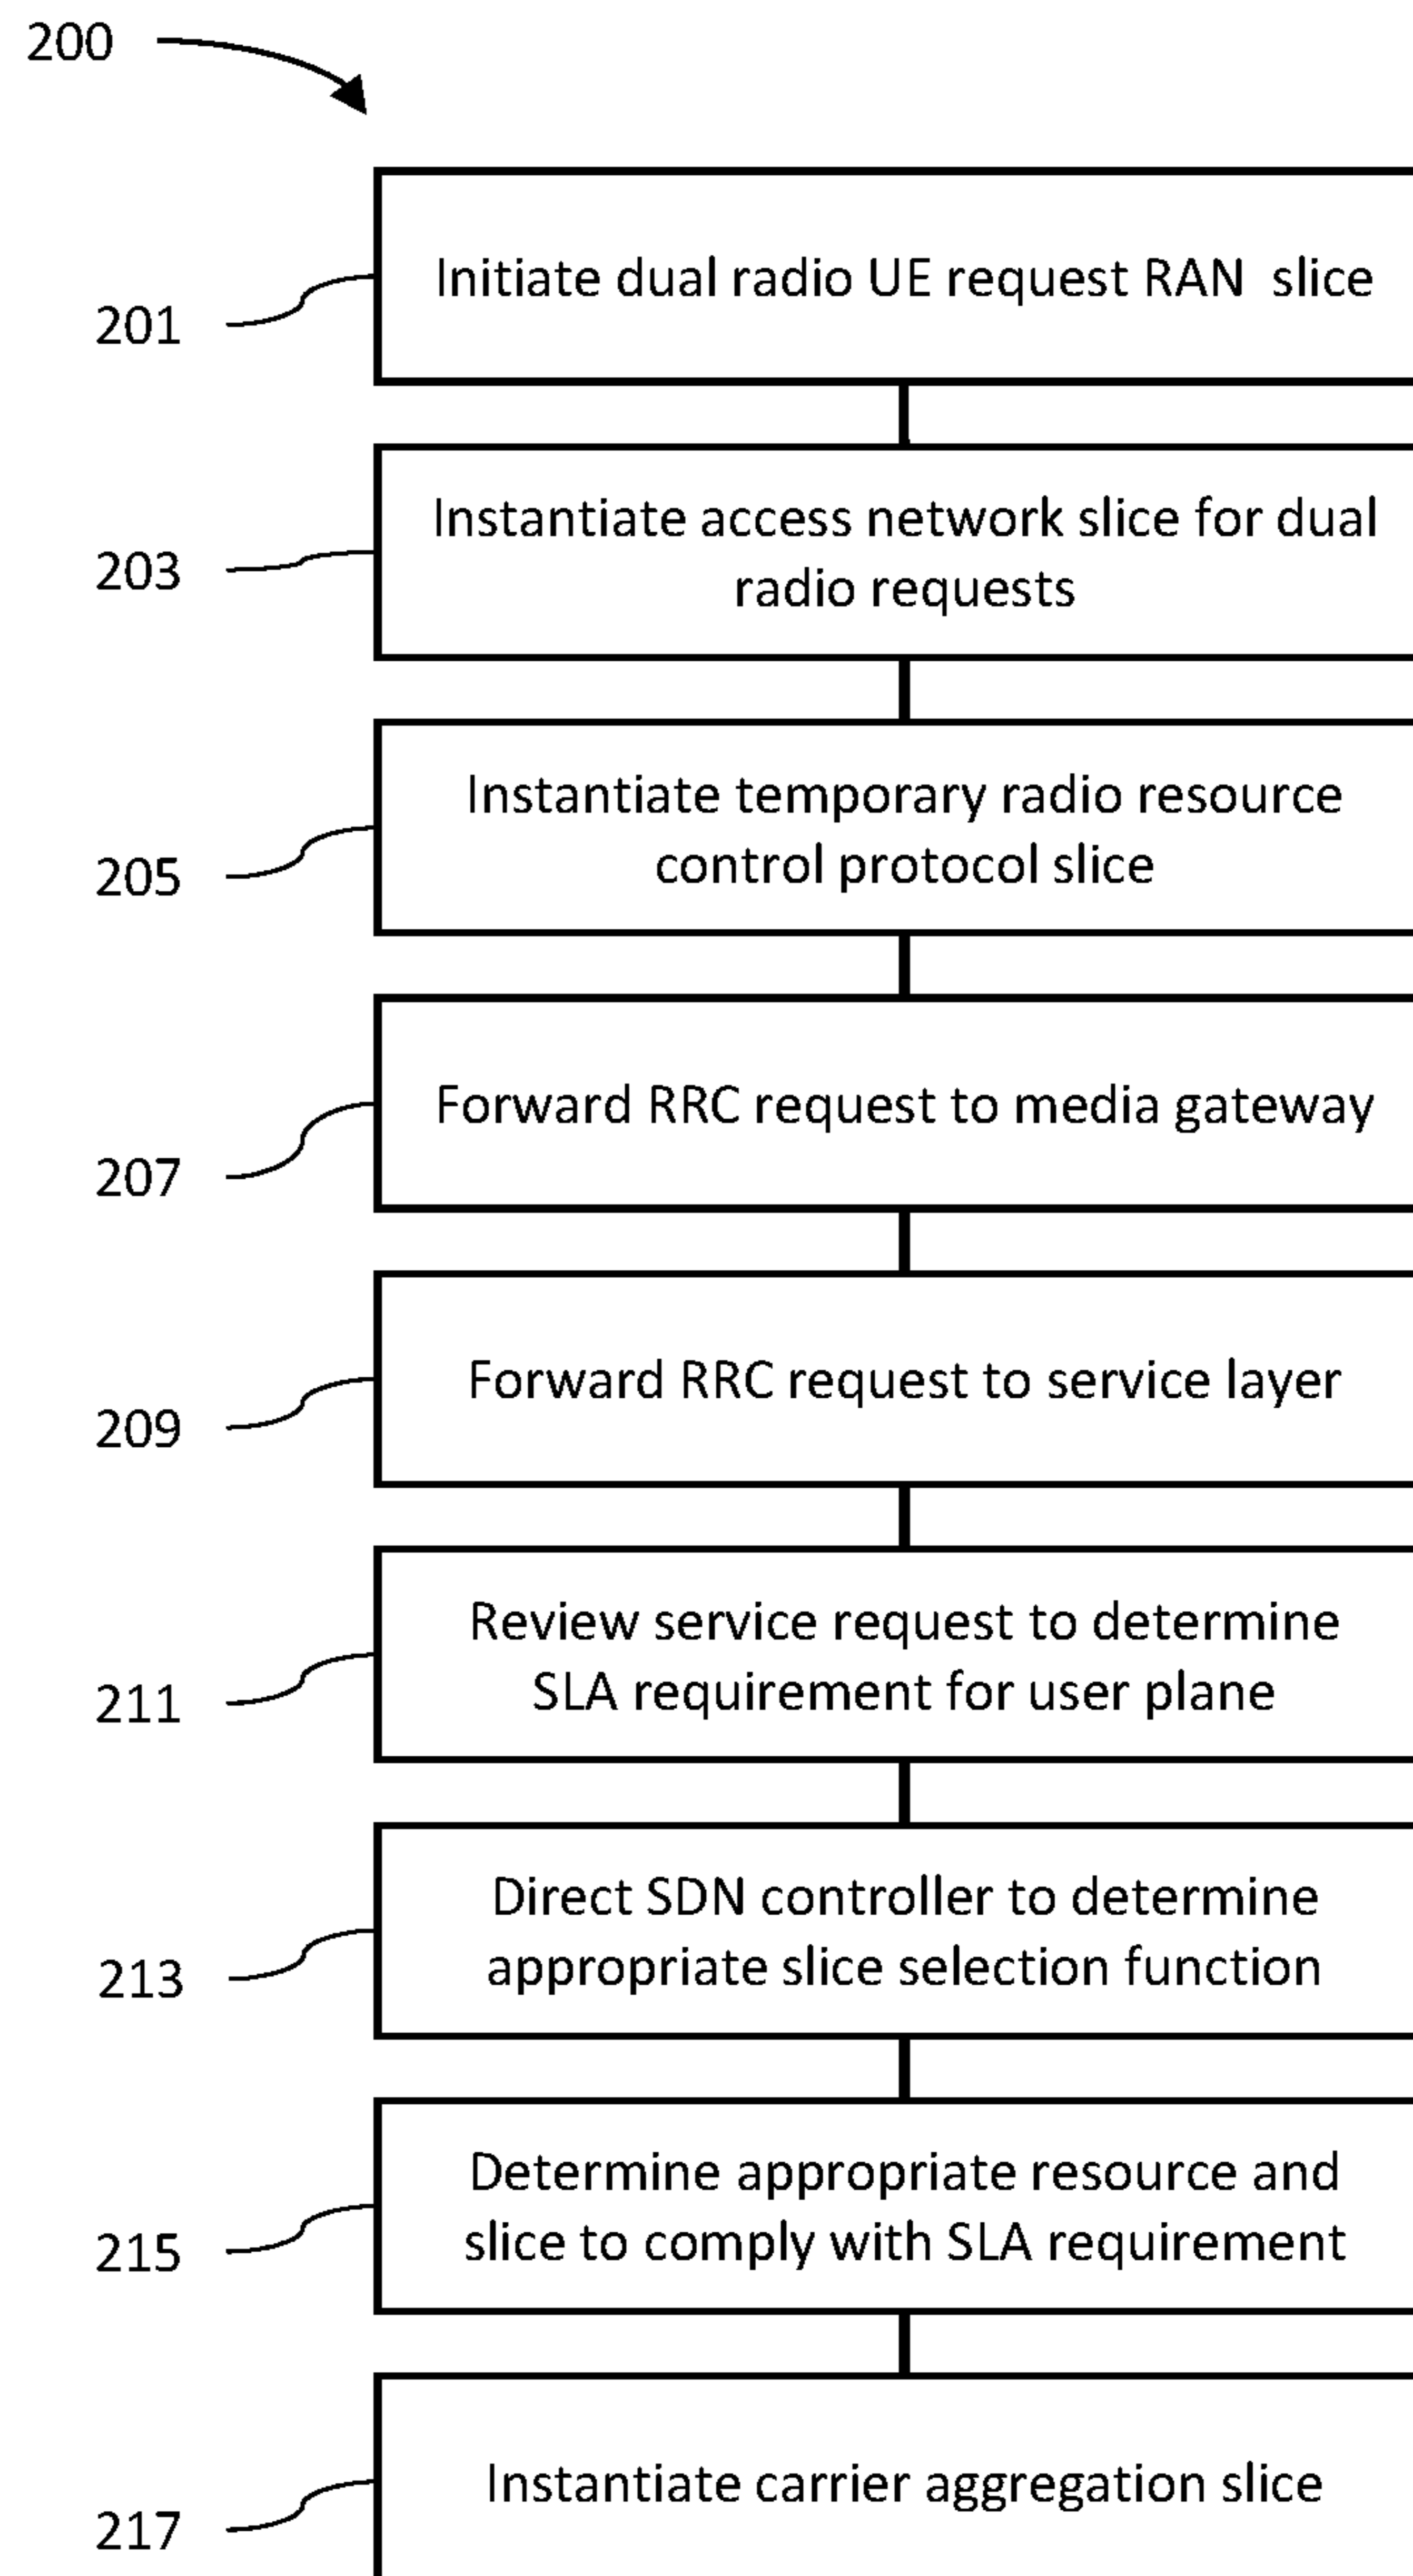 200
Initiate dual radio UE request RAN slice
201
Instantiate access network slice for dual
radio requests
203
Instantiate temporary radio resource
control protocol slice
205
Forward RRC request to media gateway
207
Forward RRC request to service layer
209
Review service request to determine
SLA requirement for user plane
211
Direct SDN controller to determine
appropriate slice selection function
213
Determine appropriate resource and
slice to comply with SLA requirement
215
Instantiate carrier aggregation slice
217